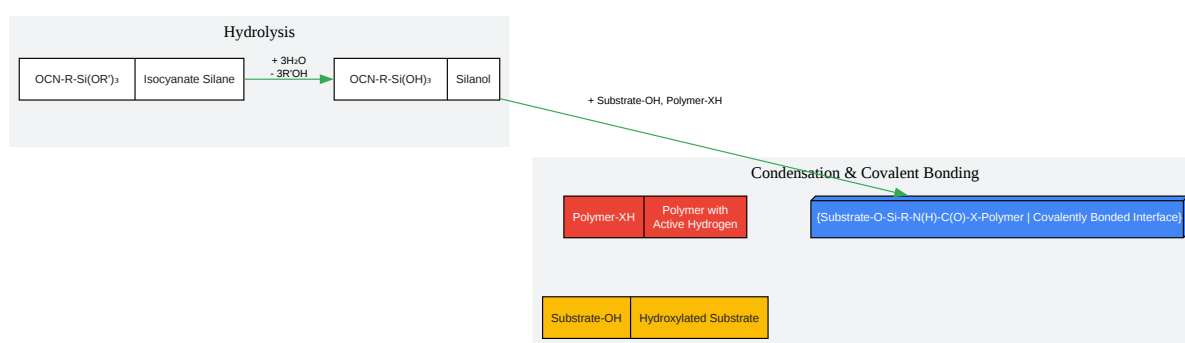 Hydrolysis
OCN-R-Si(OR')₃
Isocyanate Silane
+ 3H₂O
- 3R'OH
OCN-R-Si(OH)₃
Silanol
+ Substrate-OH, Polymer-XH
Condensation & Covalent Bonding
Polymer-XH
Polymer with
Active Hydrogen
{Substrate-O-Si-R-N(H)-C(O)-X-Polymer | Covalently Bonded Interface}
Substrate-OH
Hydroxylated Substrate